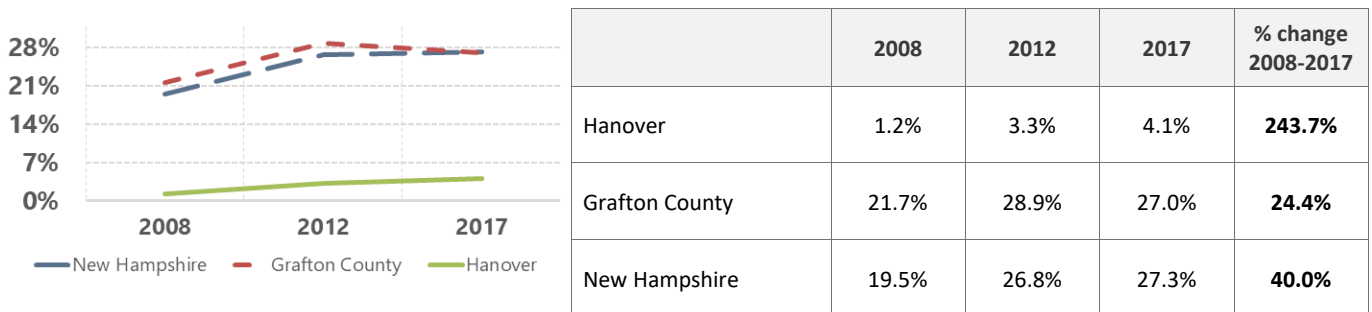 28%
21%
14%
7%
0%
2008 2012 2017
New Hampshire Grafton County Hanover
2008 2012 2017 % change
2008-2017
Hanover 1.2% 3.3% 4.1% 243.7%
Grafton County 21.7% 28.9% 27.0% 24.4%
New Hampshire 19.5% 26.8% 27.3% 40.0%